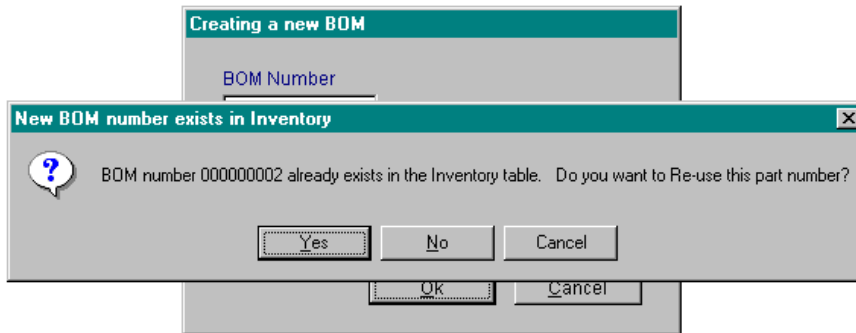 Creating a new BOM
BOM Number
New BOM number exists in Inventory
BOM number 000000002 already exists in the Inventory table. Do you want to Re-use this part number?
Yes No Cancel
Ok Cancel